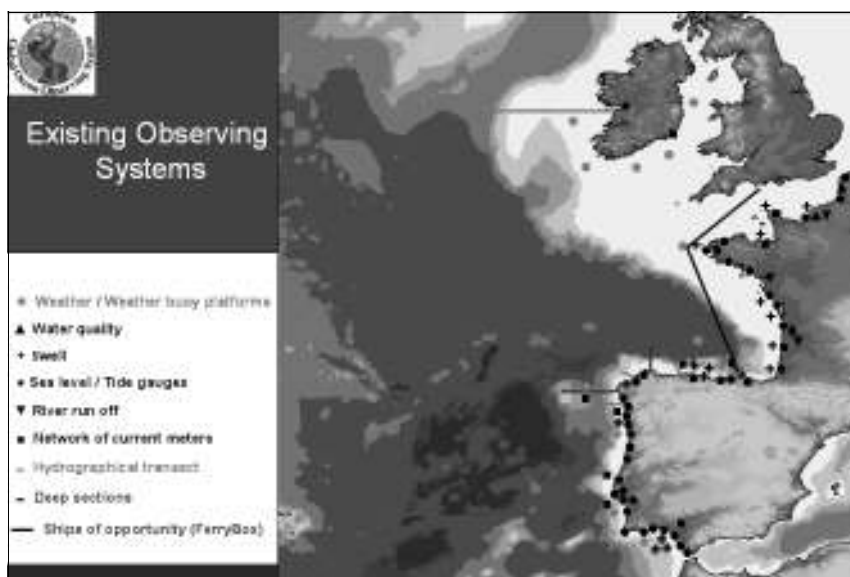 Existing Observing
Systems
Weather / Weather buoy platforms
Water quality
Swell
Sea level / Tide gauges
River run off
Network of current meters
Hydrographical transect
Deep sections
Ships of opportunity (FerryBox)